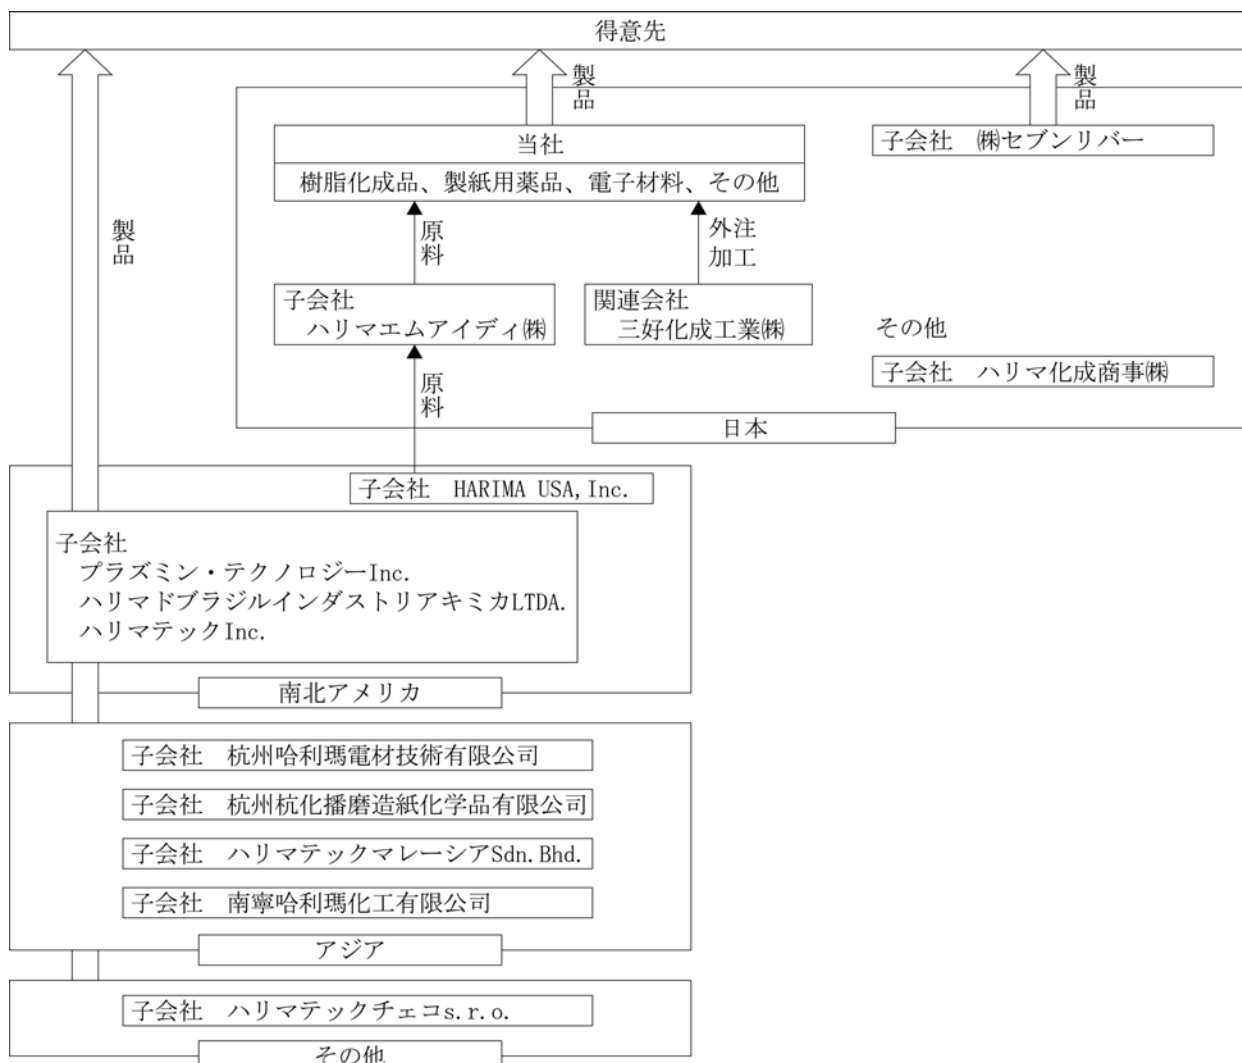 得意先
製品
製品
製品
当社
樹脂化成品、製紙用薬品、電子材料、その他
子会社　㈱セブンリバー
原料
外注
加工
子会社
ハリマエムアイディ㈱
関連会社
三好化成工業㈱
その他
子会社　ハリマ化成商事㈱
原料
日本
子会社　HARIMA USA,Inc.
子会社
プラズミン・テクノロジーInc.
ハリマドブラジルインダストリアキミカLTDA.
ハリマテックInc.
南北アメリカ
子会社　杭州哈利瑪電材技術有限公司
子会社　杭州杭化播磨造紙化学品有限公司
子会社　ハリマテックマレーシアSdn.Bhd.
子会社　南寧哈利瑪化工有限公司
アジア
子会社　ハリマテックチェコs.r.o.
その他